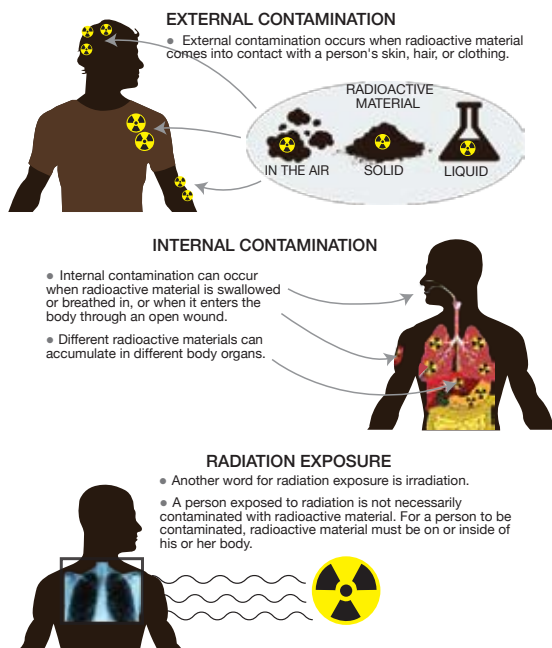 EXTERNAL CONTAMINATION
● External contamination occurs when radioactive material
comes into contact with a person's skin, hair, or clothing.
RADIOACTIVE
MATERIAL
IN THE AIR
SOLID
LIQUID
INTERNAL CONTAMINATION
● Internal contamination can occur
when radioactive material is swallowed
or breathed in, or when it enters the
body through an open wound.
● Different radioactive materials can
accumulate in different body organs.
RADIATION EXPOSURE
● Another word for radiation exposure is irradiation.
● A person exposed to radiation is not necessarily
contaminated with radioactive material. For a person to be
contaminated, radioactive material must be on or inside of
his or her body.